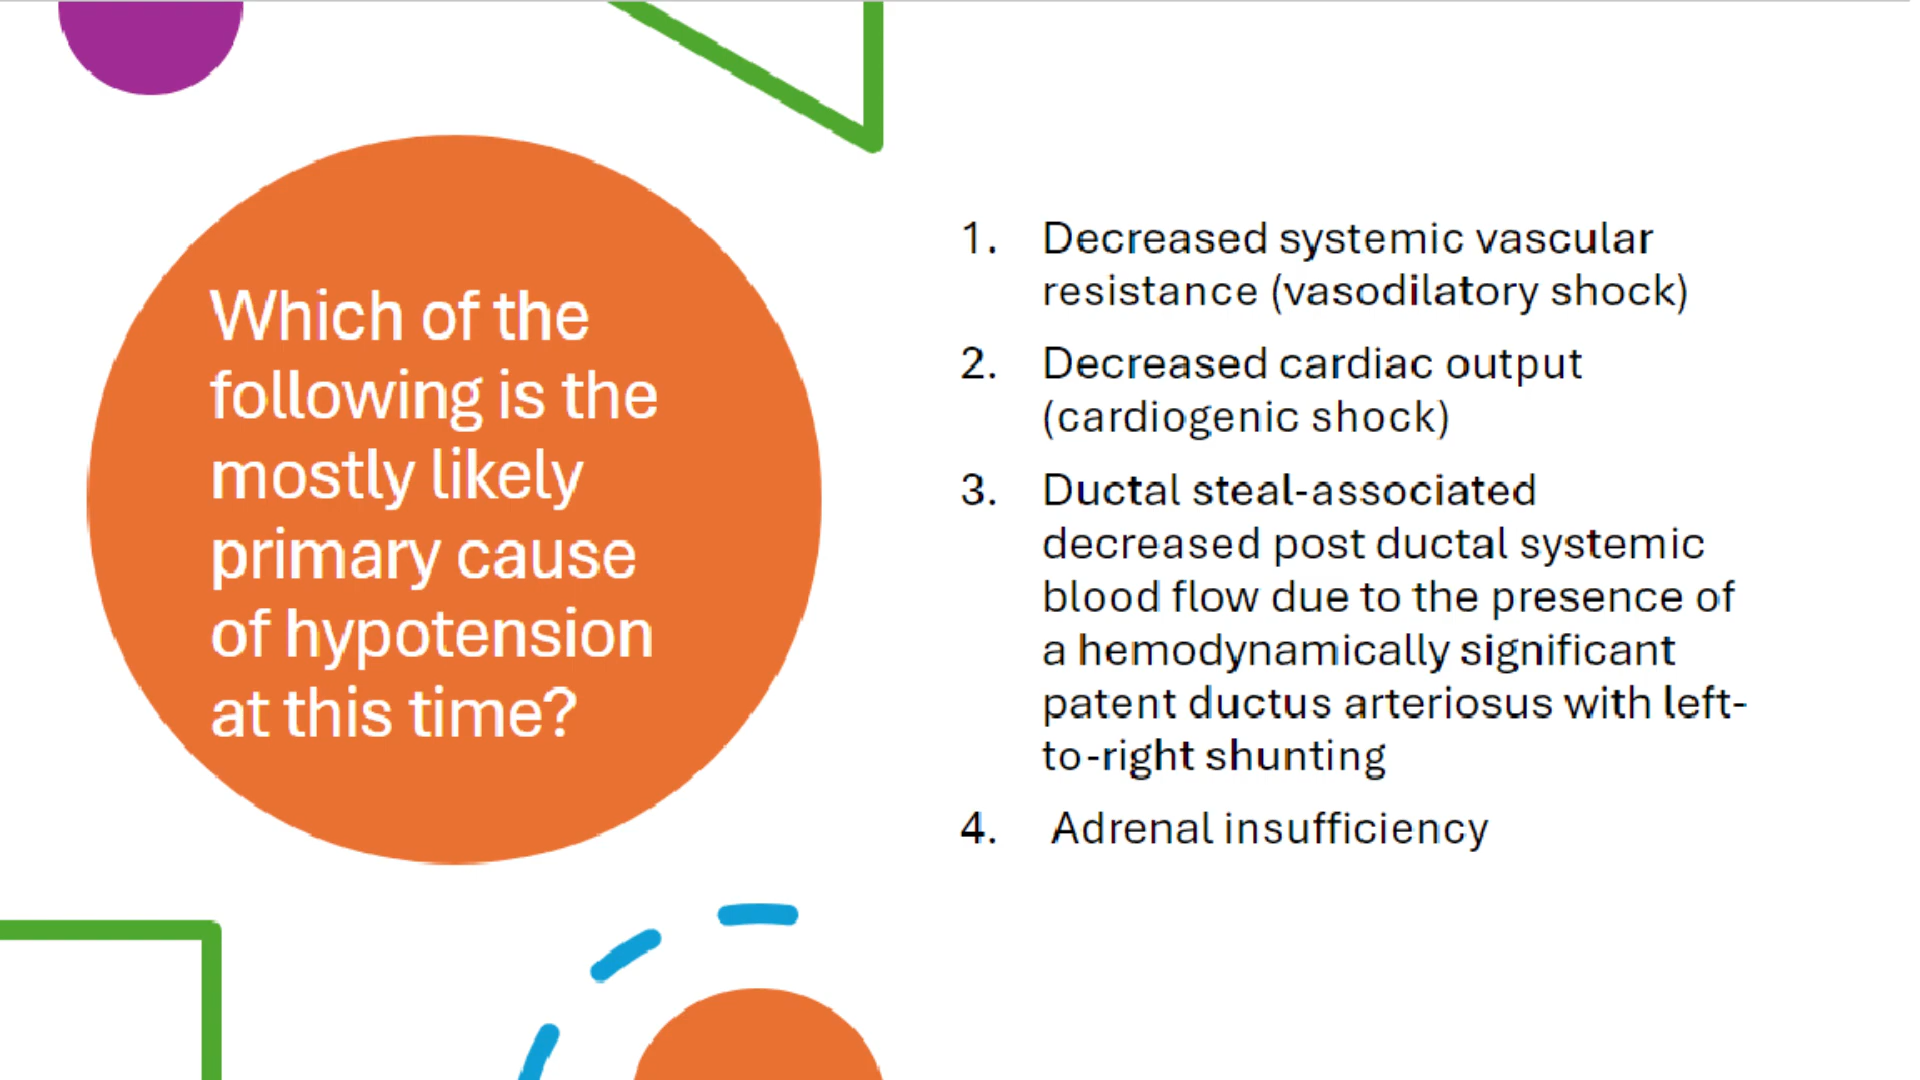 Which of the
following is the
mostly likely
primary cause
of hypotension
at this time?
1. Decreased systemic vascular
resistance (vasodilatory shock)
2. Decreased cardiac output
(cardiogenic shock)
3. Ductal steal-associated
decreased post ductal systemic
blood flow due to the presence of
a hemodynamically significant
patent ductus arteriosus with left-
to-right shunting
4. Adrenal insufficiency